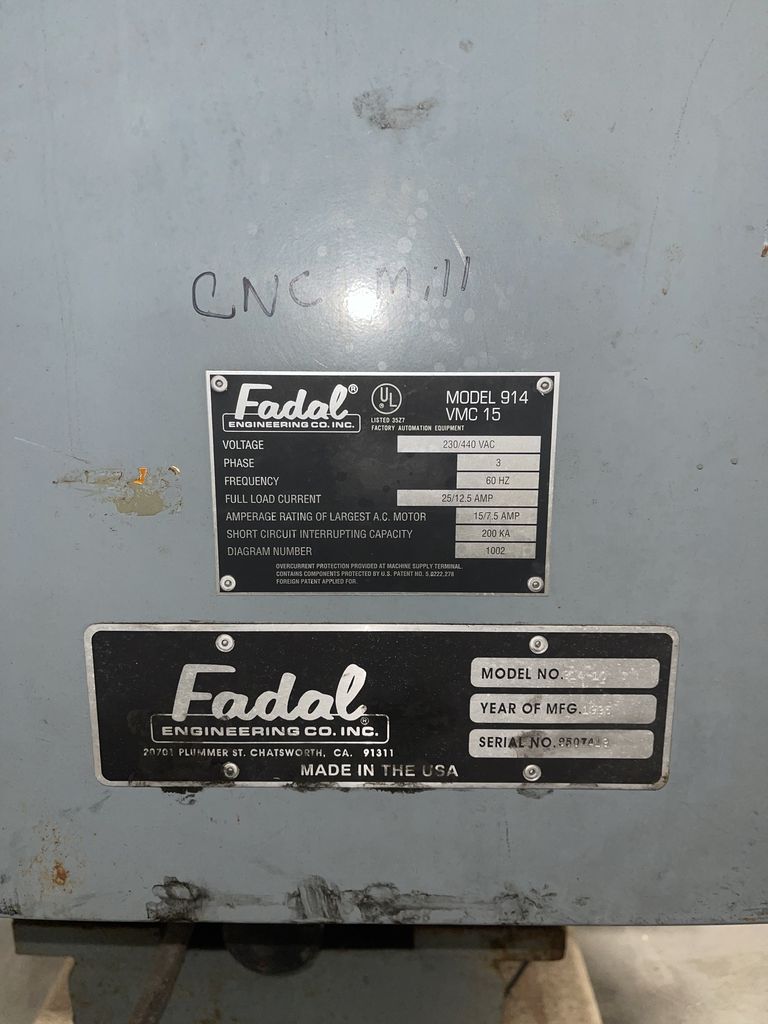 CNC Mill
Fadal®
ENGINEERING CO. INC.
UL ®
LISTED 35Z7
FACTORY AUTOMATION EQUIPMENT
MODEL 914
VMC 15
VOLTAGE 230/440 VAC
PHASE 3
FREQUENCY 60 HZ
FULL LOAD CURRENT 25/12.5 AMP
AMPERAGE RATING OF LARGEST A.C. MOTOR 15/7.5 AMP
SHORT CIRCUIT INTERRUPTING CAPACITY 200 KA
DIAGRAM NUMBER 1002
OVERCURRENT PROTECTION PROVIDED AT MACHINE SUPPLY TERMINAL.
CONTAINS COMPONENTS PROTECTED BY U.S. PATENT NO. 5,0222,278
FOREIGN PATENT APPLIED FOR.
Fadal®
ENGINEERING CO. INC.
20701 PLUMMER ST. CHATSWORTH, CA. 91311
MADE IN THE USA
MODEL NO.
YEAR OF MFG.
SERIAL NO.